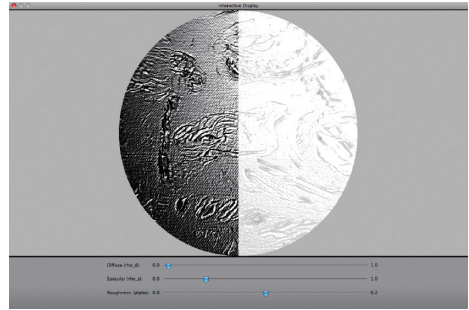 Interactive Display
Diffuse (rho_d) 0.0 1.0
Specular (rho_s) 0.0 1.0
Roughness (alpha) 0.0 0.2